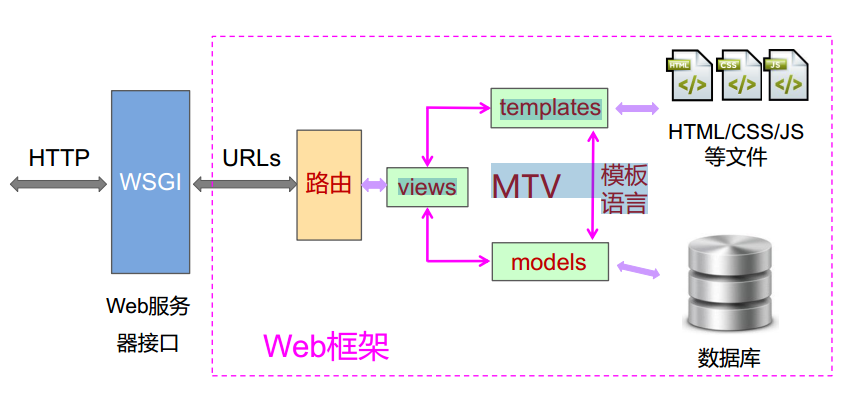 HTTP
WSGI
Web服务
器接口
URLs
路由
views
templates
MTV
模板
语言
models
HTML
CSS
JS
HTML/CSS/JS
等文件
数据库
Web框架